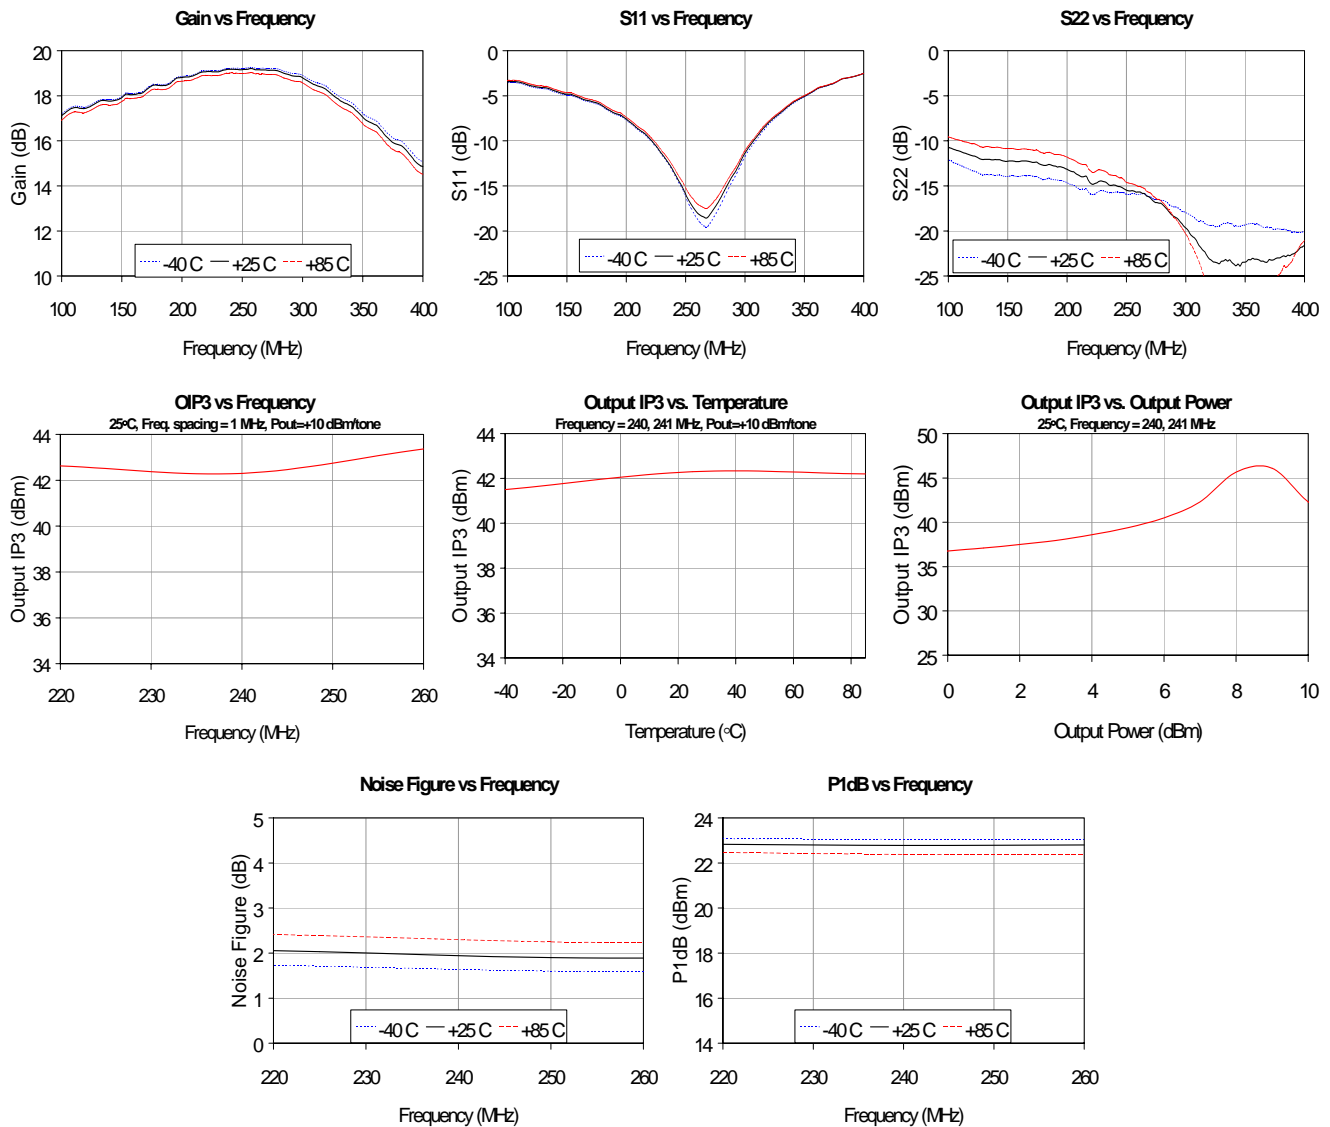 Gain vs Frequency
20
18
16
14
12
10
Gain (dB)
-40 C +25 C +85 C
100 150 200 250 300 350 400
Frequency (MHz)
S11 vs Frequency
0
-5
-10
-15
-20
-25
S11 (dB)
-40 C +25 C +85 C
100 150 200 250 300 350 400
Frequency (MHz)
S22 vs Frequency
0
-5
-10
-15
-20
-25
S22 (dB)
-40 C +25 C +85 C
100 150 200 250 300 350 400
Frequency (MHz)
OIP3 vs Frequency
25°C, Freq. spacing = 1 MHz, Pout=+10 dBm/tone
44
42
40
38
36
34
Output IP3 (dBm)
220 230 240 250 260
Frequency (MHz)
Output IP3 vs. Temperature
Frequency = 240, 241 MHz, Pout=+10 dBm/tone
44
42
40
38
36
34
Output IP3 (dBm)
-40 -20 0 20 40 60 80
Temperature (°C)
Output IP3 vs. Output Power
25°C, Frequency = 240, 241 MHz
50
45
40
35
30
25
Output IP3 (dBm)
0 2 4 6 8 10
Output Power (dBm)
Noise Figure vs Frequency
5
4
3
2
1
0
Noise Figure (dB)
-40 C +25 C +85 C
220 230 240 250 260
Frequency (MHz)
P1dB vs Frequency
24
22
20
18
16
14
P1dB (dBm)
-40 C +25 C +85 C
220 230 240 250 260
Frequency (MHz)